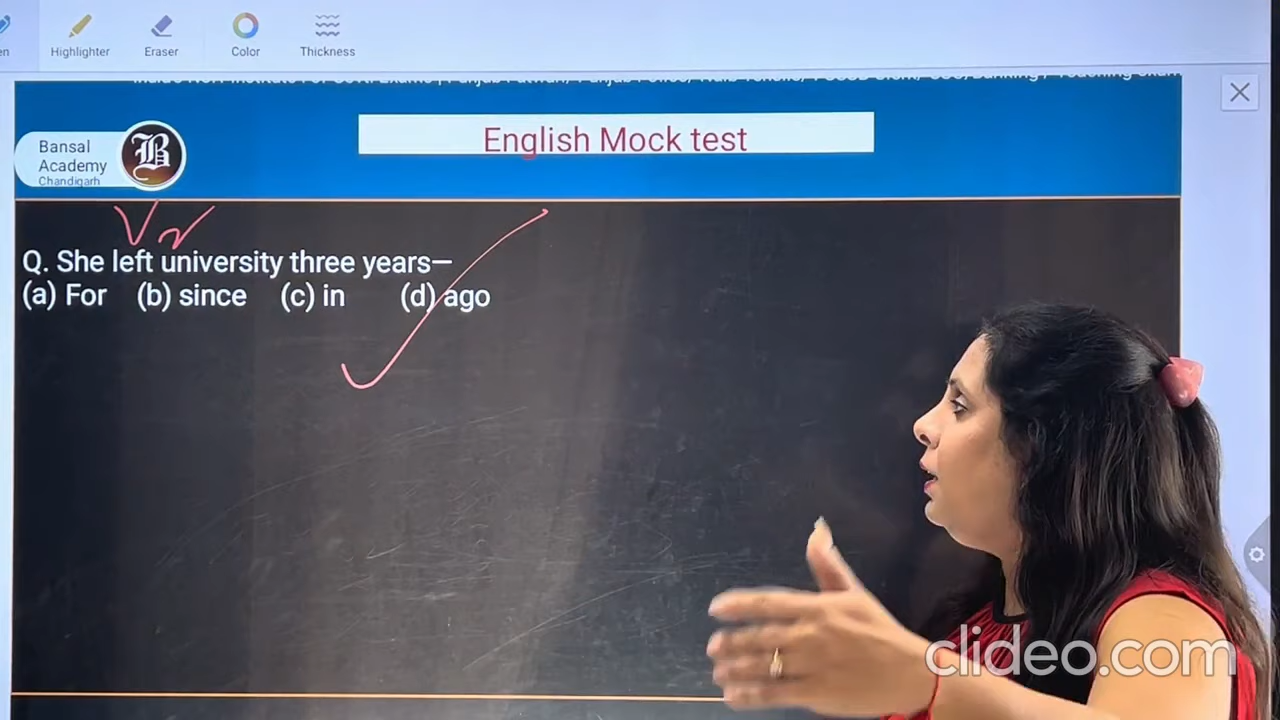 Highlighter Eraser Color Thickness
English Mock test
Bansal
Academy
Chandigarh
B
V2
Q. She left university three years—
(a) For (b) since (c) in (d) ago
clideo.com